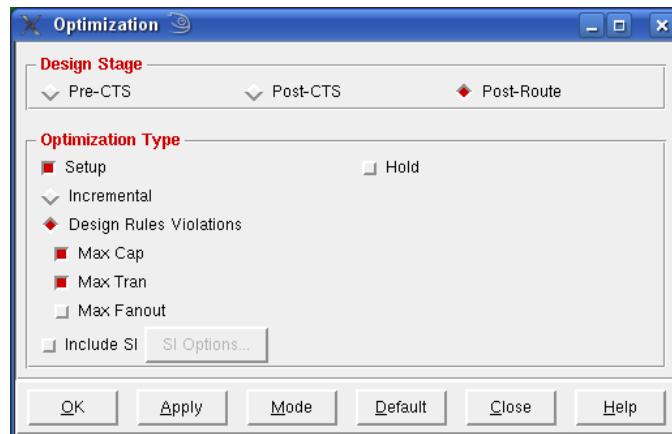 Optimization
Design Stage
Pre-CTS Post-CTS Post-Route
Optimization Type
Setup Hold
Incremental
Design Rules Violations
Max Cap
Max Tran
Max Fanout
Include SI SI Options...
OK Apply Mode Default Close Help